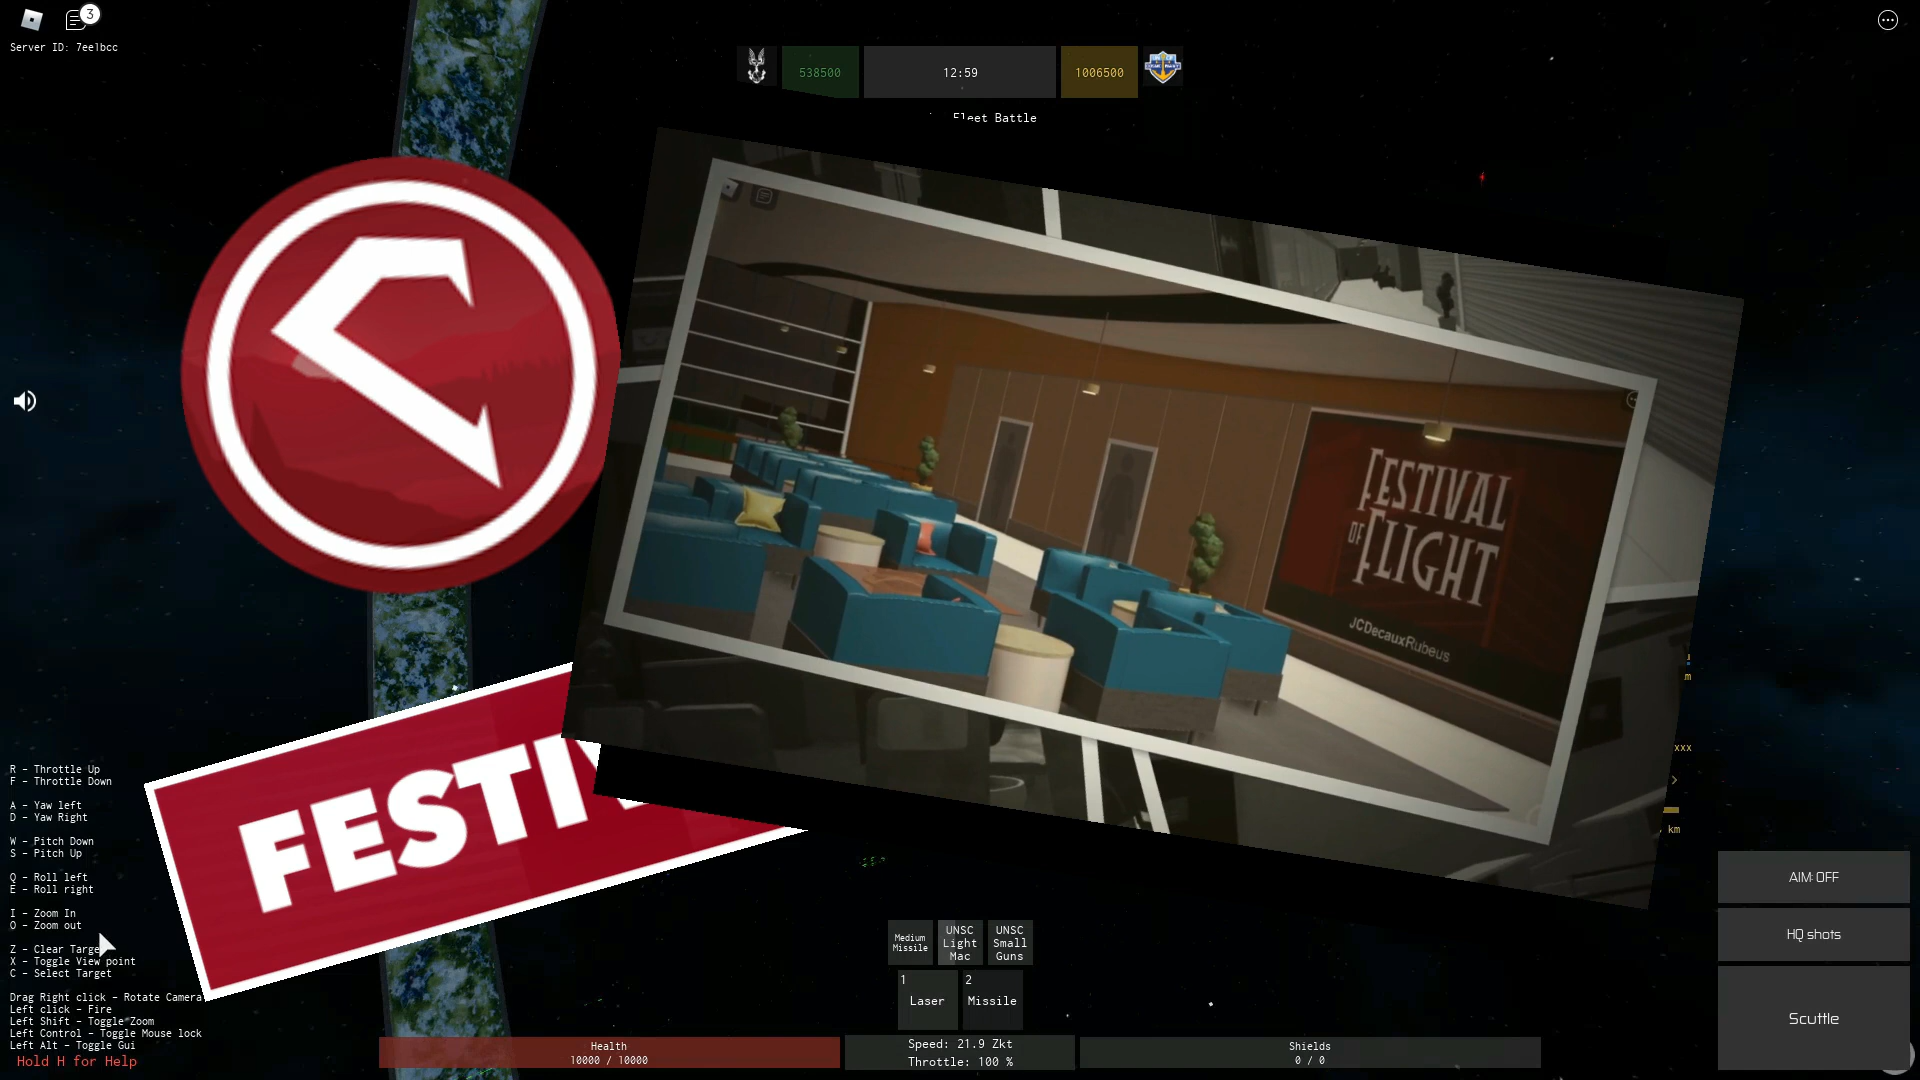 3
Server ID: 7ee1bcc
538500
12:59
1006500
Fleet Battle
FESTIVAL
OF
FLIGHT
JCDecauxRubeus
FESTIV
m
xxx
km
R - Throttle Up
F - Throttle Down
A - Yaw left
D - Yaw Right
W - Pitch Down
S - Pitch Up
Q - Roll left
E - Roll right
I - Zoom In
O - Zoom out
Z - Clear Target
X - Toggle View point
C - Select Target
Drag Right click - Rotate Camera
Left click - Fire
Left Shift - Toggle Zoom
Left Control - Toggle Mouse lock
Left Alt - Toggle Gui
Hold H for Help
Medium
Missile
UNSC
Light
Mac
UNSC
Small
Guns
1
Laser
2
Missile
Health
10000 / 10000
Speed: 21.9 Zkt
Throttle: 100 %
Shields
0 / 0
AIM: OFF
HQ shots
Scuttle